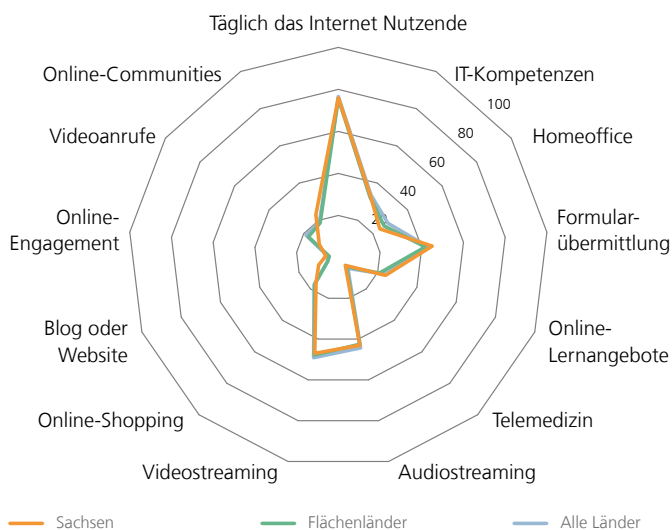 Täglich das Internet Nutzende
Online-Communities
IT-Kompetenzen
100
Videoanrufe
Homeoffice
80
60
40
20
Online-
Engagement
Formular-
übermittlung
Blog oder
Website
Online-
Lernangebote
Online-Shopping
Telemedizin
Videostreaming
Audiostreaming
Sachsen
Flächenländer
Alle Länder